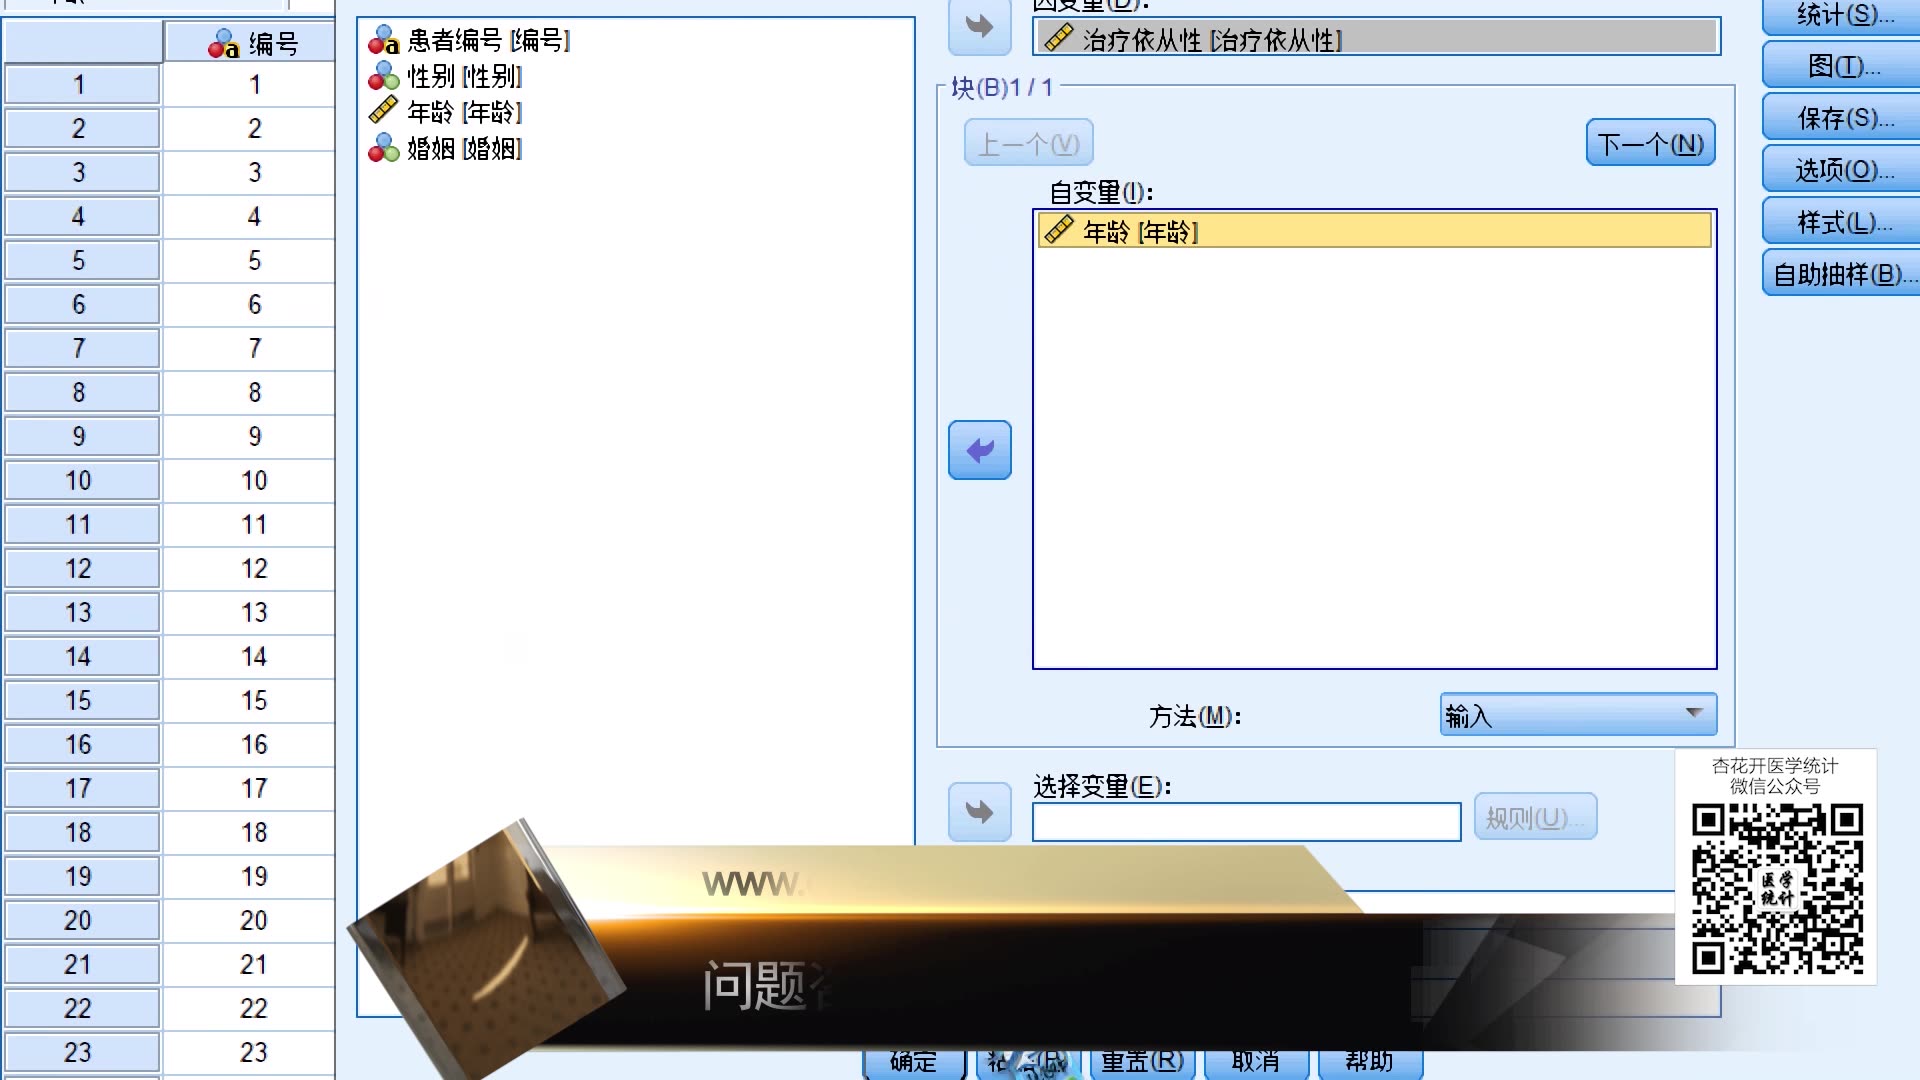 编号
1 1
2 2
3 3
4 4
5 5
6 6
7 7
8 8
9 9
10 10
11 11
12 12
13 13
14 14
15 15
16 16
17 17
18 18
19 19
20 20
21 21
22 22
23 23
患者编号 [编号]
性别 [性别]
年龄 [年龄]
婚姻 [婚姻]
因变量(D):
治疗依从性 [治疗依从性]
块(B)1 / 1
上一个(V)
下一个(N)
自变量(I):
年龄 [年龄]
方法(M):
输入
选择变量(E):
规则(U)...
统计(S)...
图(T)...
保存(S)...
选项(O)...
样式(L)...
自助抽样(B)...
杏花开医学统计
微信公众号
医学
统计
www.
问题
确定
重置(R)
取消
帮助